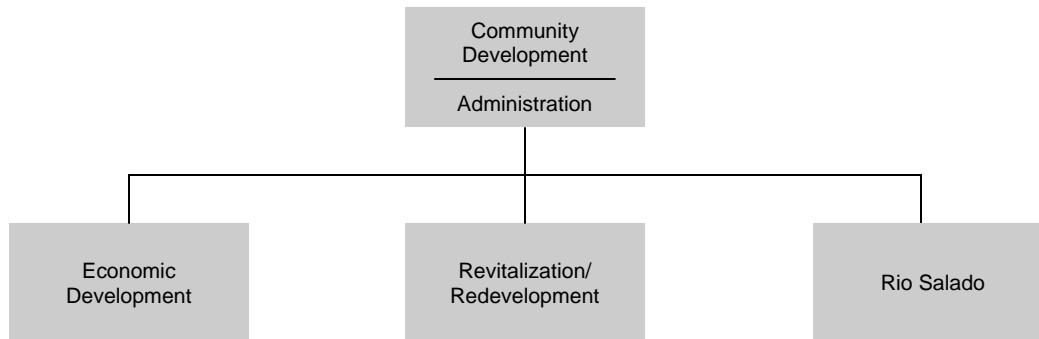 Community
Development
Administration
Economic
Development
Revitalization/
Redevelopment
Rio Salado